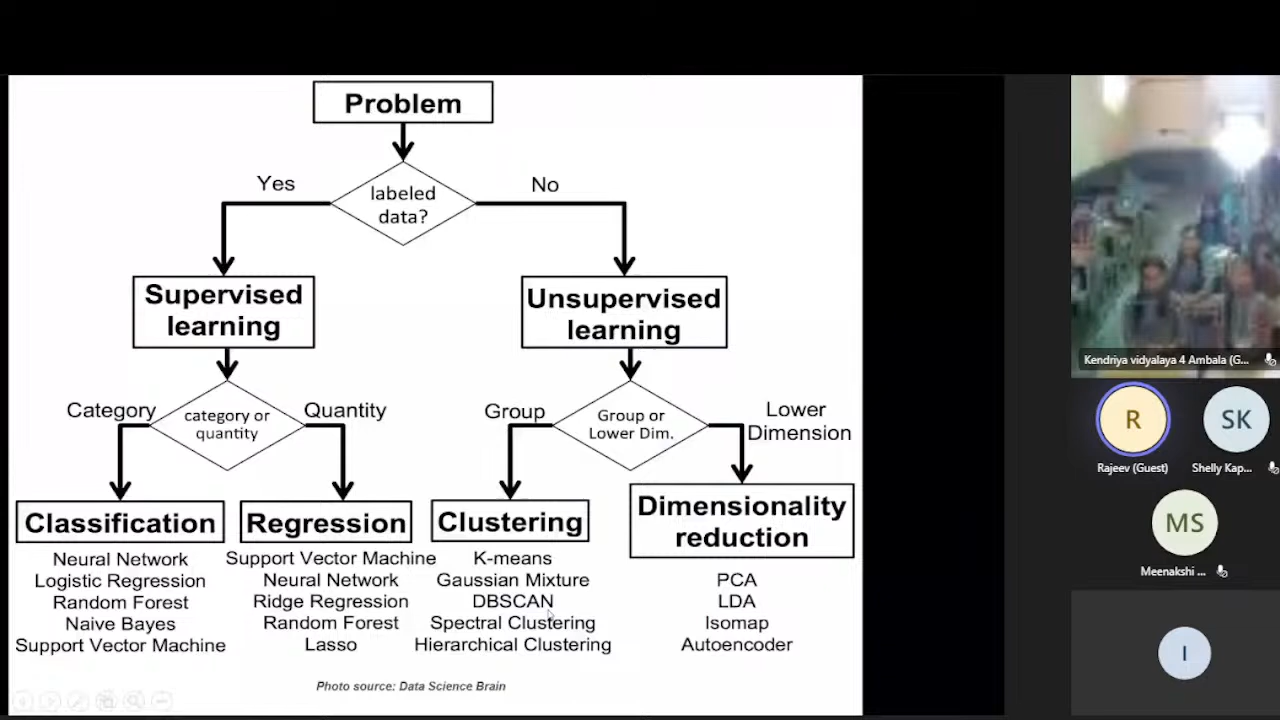 Problem
labeled
data?
Yes
No
Supervised
learning
Unsupervised
learning
category or
quantity
Category
Quantity
Group or
Lower Dim.
Group
Lower
Dimension
Classification
Neural Network
Logistic Regression
Random Forest
Naive Bayes
Support Vector Machine
Regression
Support Vector Machine
Neural Network
Ridge Regression
Random Forest
Lasso
Clustering
K-means
Gaussian Mixture
DBSCAN
Spectral Clustering
Hierarchical Clustering
Dimensionality
reduction
PCA
LDA
Isomap
Autoencoder
Photo source: Data Science Brain
Kendriya vidyalaya 4 Ambala (G...
R
Rajeev (Guest)
SK
Shelly Kap...
MS
Meenakshi ...
I